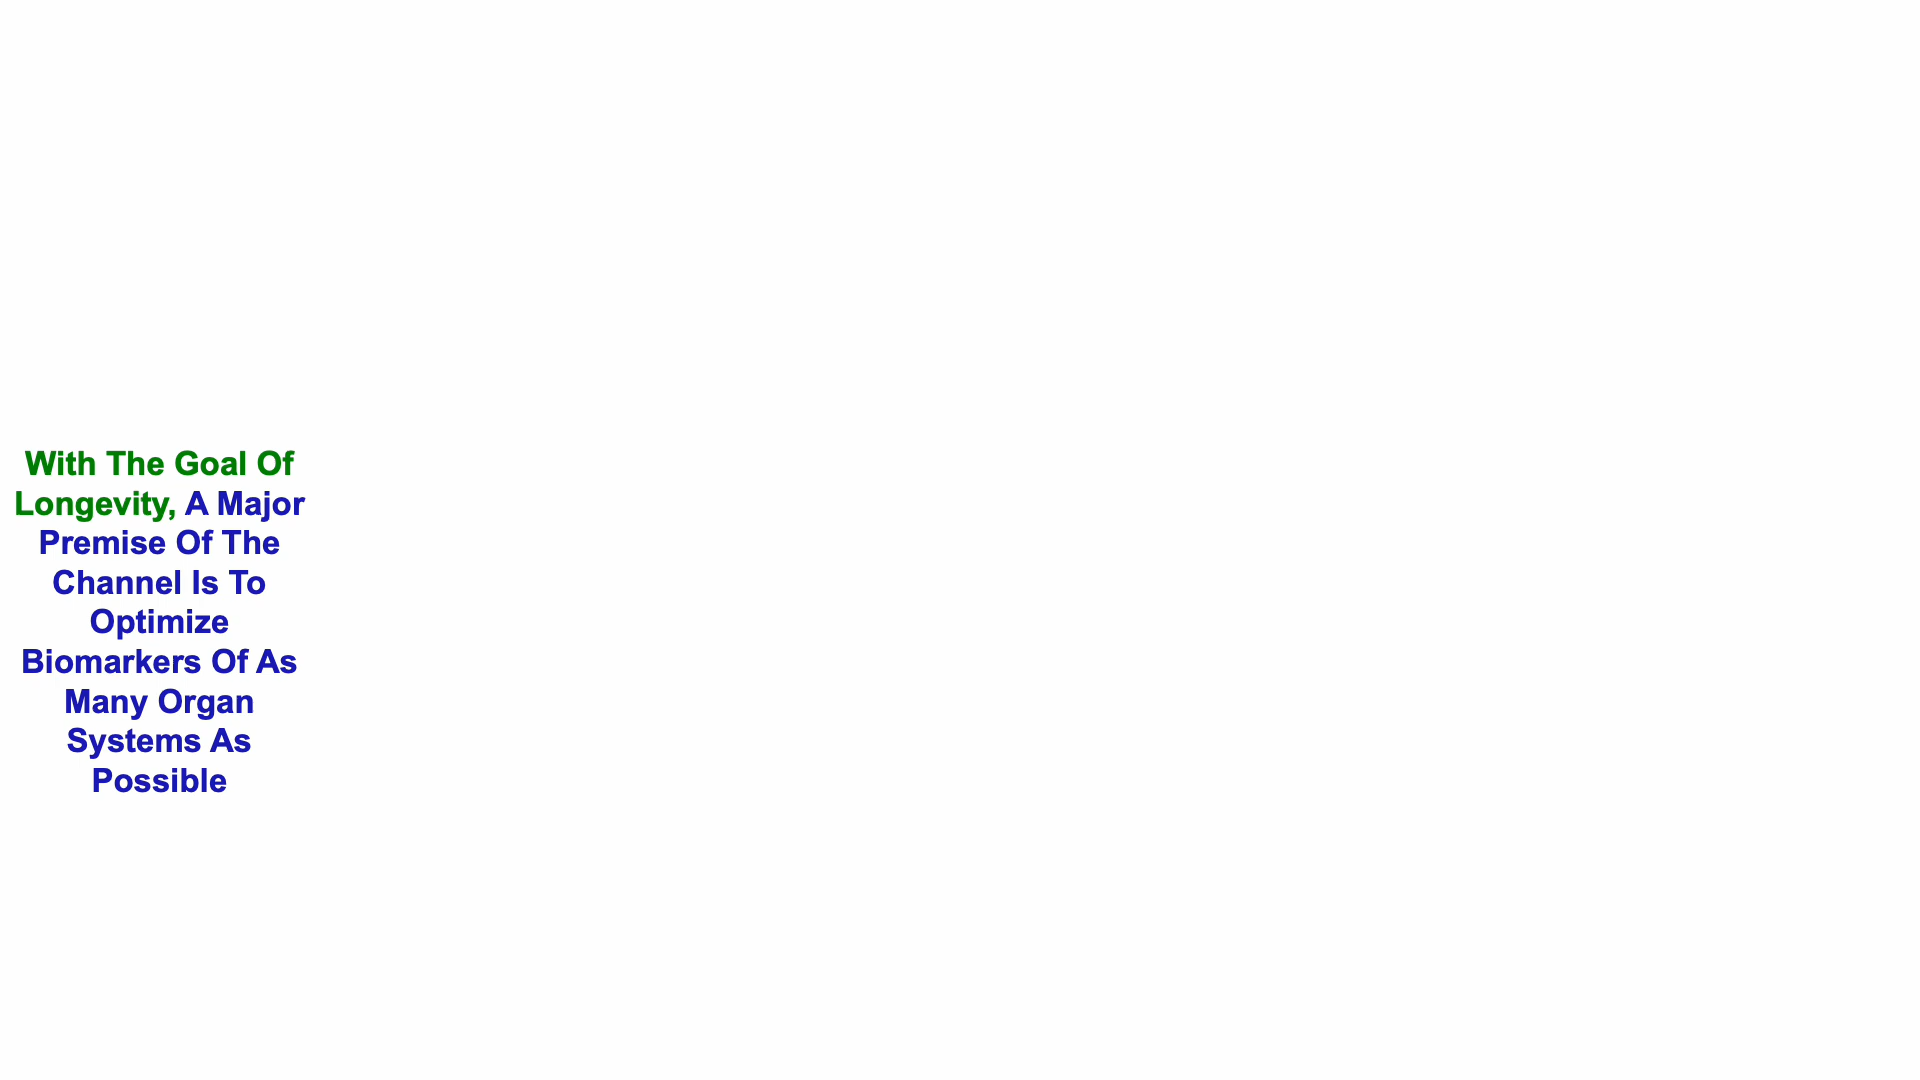 With The Goal Of
Longevity, A Major
Premise Of The
Channel Is To
Optimize
Biomarkers Of As
Many Organ
Systems As
Possible